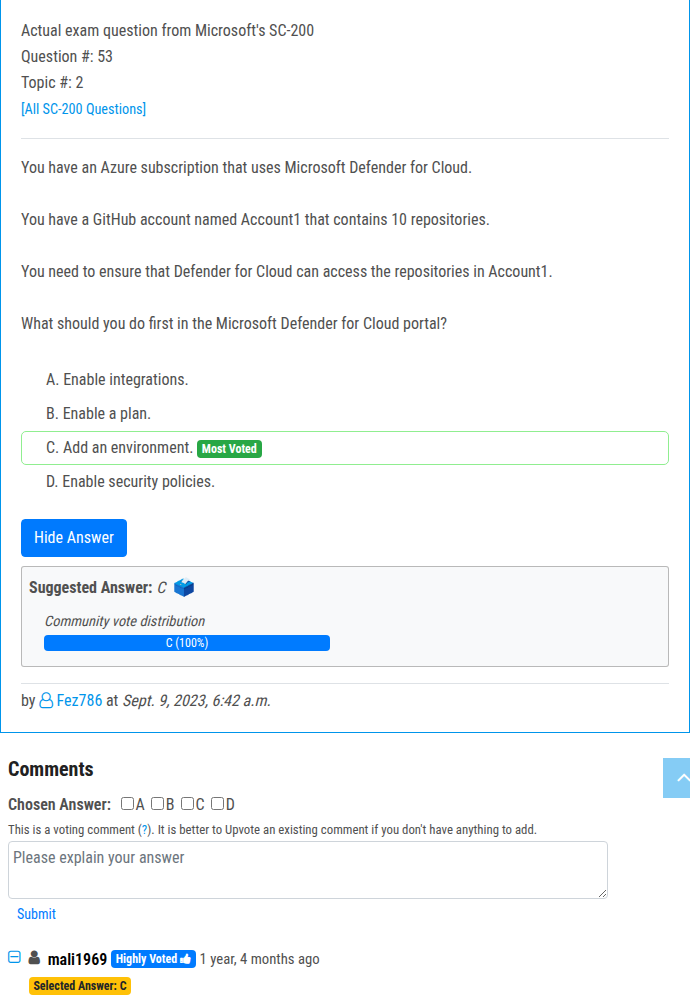 Actual exam question from Microsoft's SC-200
Question #: 53
Topic #: 2
[All SC-200 Questions]
You have an Azure subscription that uses Microsoft Defender for Cloud.
You have a GitHub account named Account1 that contains 10 repositories.
You need to ensure that Defender for Cloud can access the repositories in Account1.
What should you do first in the Microsoft Defender for Cloud portal?
A. Enable integrations.
B. Enable a plan.
C. Add an environment. Most Voted
D. Enable security policies.
Hide Answer
Suggested Answer: C
Community vote distribution
C (100%)
by Fez786 at Sept. 9, 2023, 6:42 a.m.
Comments
Chosen Answer: A B C D
This is a voting comment (?). It is better to Upvote an existing comment if you don't have anything to add.
Please explain your answer
Submit
mali1969 Highly Voted 1 year, 4 months ago
Selected Answer: C